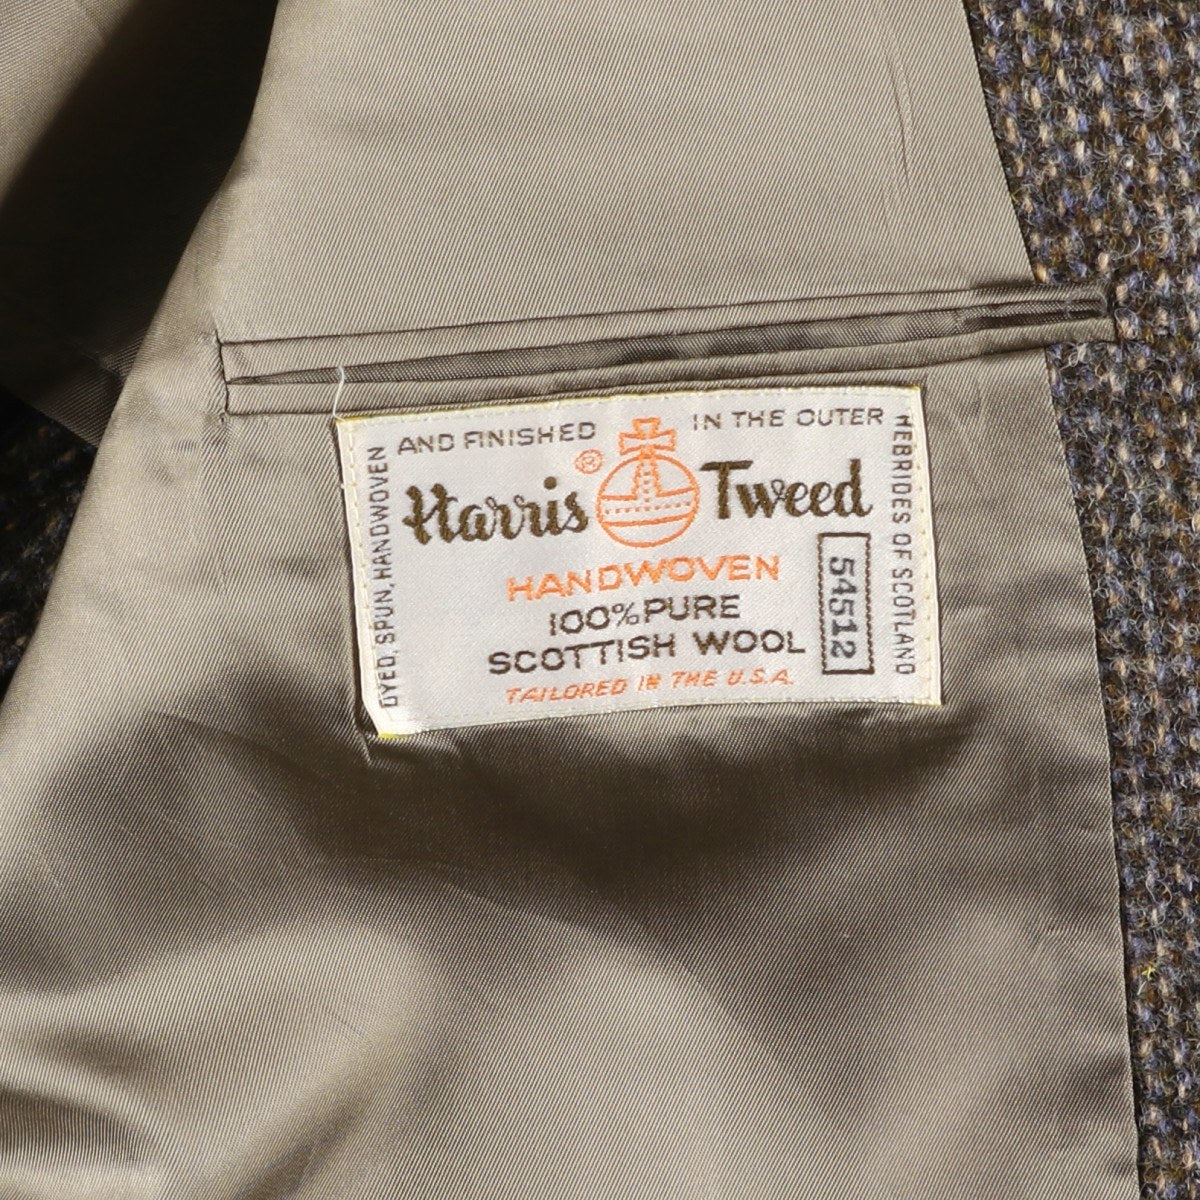 DYED, SPUN, HANDWOVEN
AND FINISHED
IN THE OUTER
HEBRIDES OF SCOTLAND
Harris ® Tweed
HANDWOVEN
100% PURE
SCOTTISH WOOL
TAILORED IN THE U.S.A.
54512